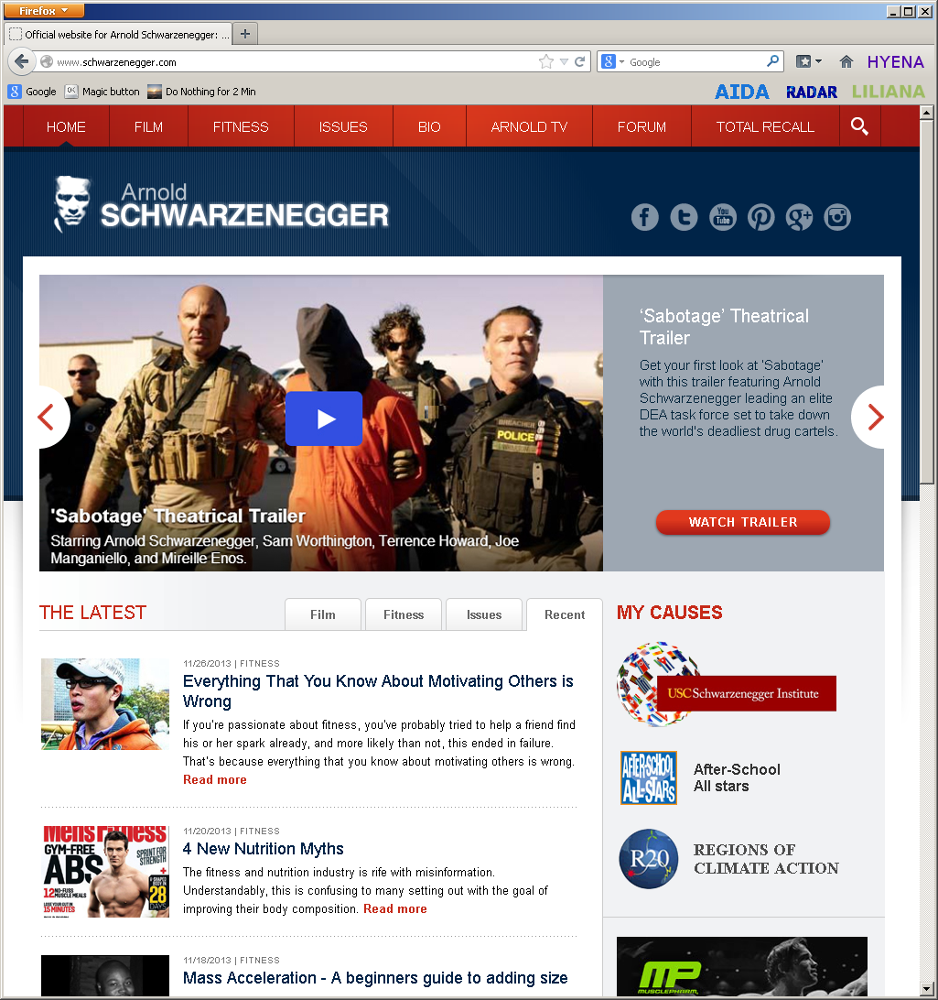 Firefox
Official website for Arnold Schwarzenegger: ...
www.schwarzenegger.com
Google
HYENA
Google
Magic button
Do Nothing for 2 Min
AIDA
RADAR
LILIANA
HOME
FILM
FITNESS
ISSUES
BIO
ARNOLD TV
FORUM
TOTAL RECALL
Arnold
SCHWARZENEGGER
You
Tube
BREACHER
POLICE
'Sabotage' Theatrical Trailer
Starring Arnold Schwarzenegger, Sam Worthington, Terrence Howard, Joe
Manganiello, and Mireille Enos.
‘Sabotage’ Theatrical
Trailer
Get your first look at 'Sabotage'
with this trailer featuring Arnold
Schwarzenegger leading an elite
DEA task force set to take down
the world's deadliest drug cartels.
WATCH TRAILER
THE LATEST
Film
Fitness
Issues
Recent
11/26/2013 | FITNESS
Everything That You Know About Motivating Others is
Wrong
If you're passionate about fitness, you've probably tried to help a friend find
his or her spark already, and more likely than not, this ended in failure.
That's because everything that you know about motivating others is wrong.
Read more
Men's Fitness
GYM-FREE
ABS
12 NO-FUSS
MUSCLE MEALS
LOSE YOUR GUT IN
15 MINUTES
SPRINT FOR
STRENGTH
V-SHAPED
BODY IN
28
DAYS
11/20/2013 | FITNESS
4 New Nutrition Myths
The fitness and nutrition industry is rife with misinformation.
Understandably, this is confusing to many setting out with the goal of
improving their body composition. Read more
11/18/2013 | FITNESS
Mass Acceleration - A beginners guide to adding size
MY CAUSES
USC Schwarzenegger Institute
AFTER-SCHOOL
ALL-STARS
After-School
All stars
R20
REGIONS OF
CLIMATE ACTION
MP
MUSCLEPHARM